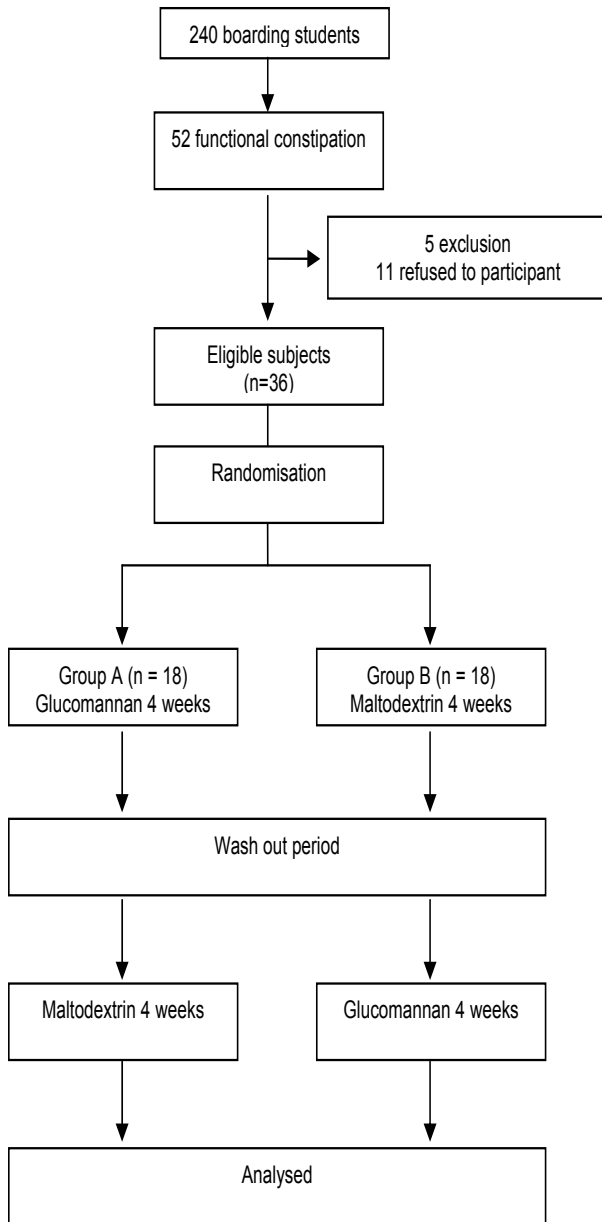 240 boarding students
52 functional constipation
5 exclusion
11 refused to participant
Eligible subjects
(n=36)
Randomisation
Group A (n = 18)
Glucomannan 4 weeks
Group B (n = 18)
Maltodextrin 4 weeks
Wash out period
Maltodextrin 4 weeks
Glucomannan 4 weeks
Analysed